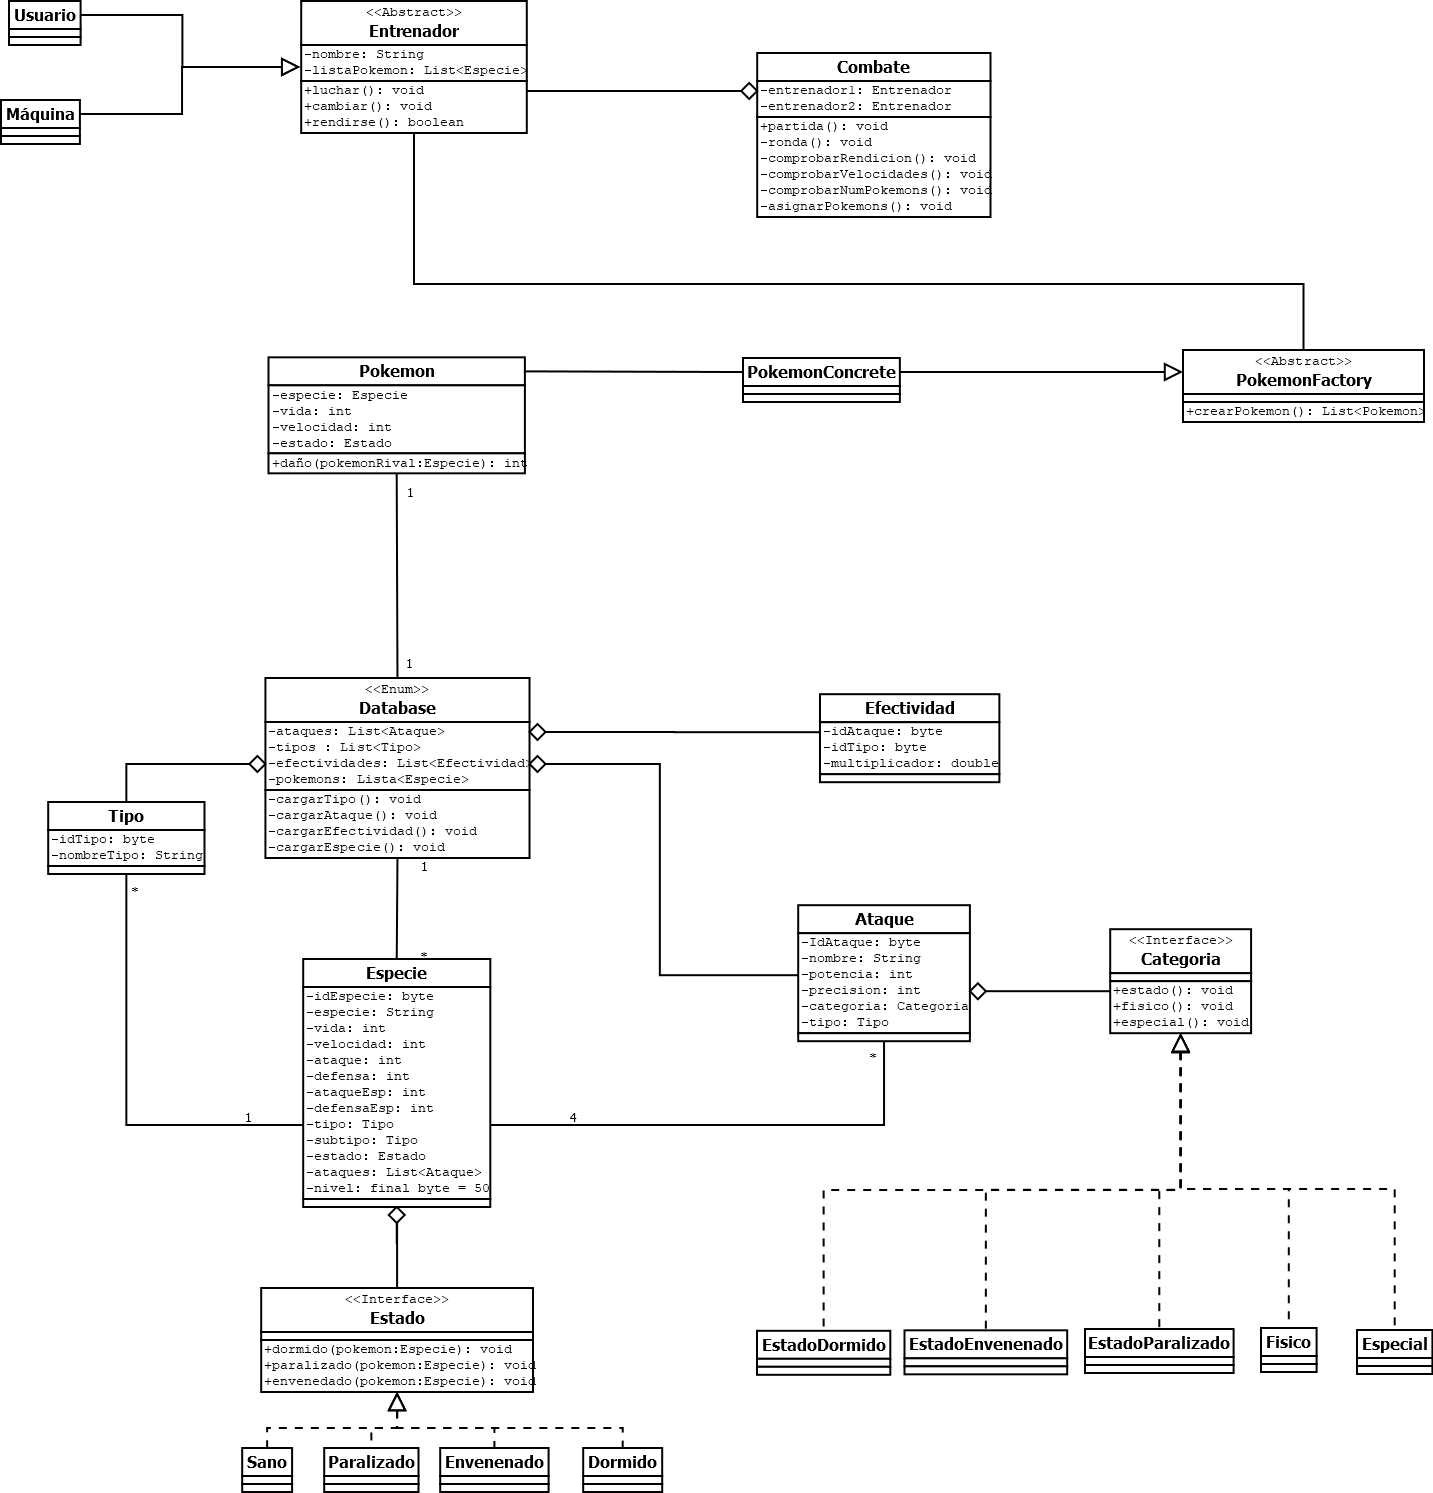 Usuario
Máquina
<<Abstract>>
Entrenador
-nombre: String
-listaPokemon: List<Especie>
+luchar(): void
+cambiar(): void
+rendirse(): boolean
Combate
-entrenador1: Entrenador
-entrenador2: Entrenador
+partida(): void
-ronda(): void
-comprobarRendicion(): void
-comprobarVelocidades(): void
-comprobarNumPokemons(): void
-asignarPokemons(): void
Pokemon
-especie: Especie
-vida: int
-velocidad: int
-estado: Estado
+daño(pokemonRival:Especie): int
PokemonConcrete
<<Abstract>>
PokemonFactory
+crearPokemon(): List<Pokemon>
1
1
<<Enum>>
Database
-ataques: List<Ataque>
-tipos : List<Tipo>
-efectividades: List<Efectividad>
-pokemons: Lista<Especie>
-cargarTipo(): void
-cargarAtaque(): void
-cargarEfectividad(): void
-cargarEspecie(): void
Efectividad
-idAtaque: byte
-idTipo: byte
-multiplicador: double
Tipo
-idTipo: byte
-nombreTipo: String
*
1
1
*
Especie
-idEspecie: byte
-especie: String
-vida: int
-velocidad: int
-ataque: int
-defensa: int
-ataqueEsp: int
-defensaEsp: int
-tipo: Tipo
-subtipo: Tipo
-estado: Estado
-ataques: List<Ataque>
-nivel: final byte = 50
4
*
Ataque
-IdAtaque: byte
-nombre: String
-potencia: int
-precision: int
-categoria: Categoria
-tipo: Tipo
<<Interface>>
Categoria
+estado(): void
+fisico(): void
+especial(): void
EstadoDormido
EstadoEnvenenado
EstadoParalizado
Fisico
Especial
<<Interface>>
Estado
+dormido(pokemon:Especie): void
+paralizado(pokemon:Especie): void
+envenedado(pokemon:Especie): void
Sano
Paralizado
Envenenado
Dormido